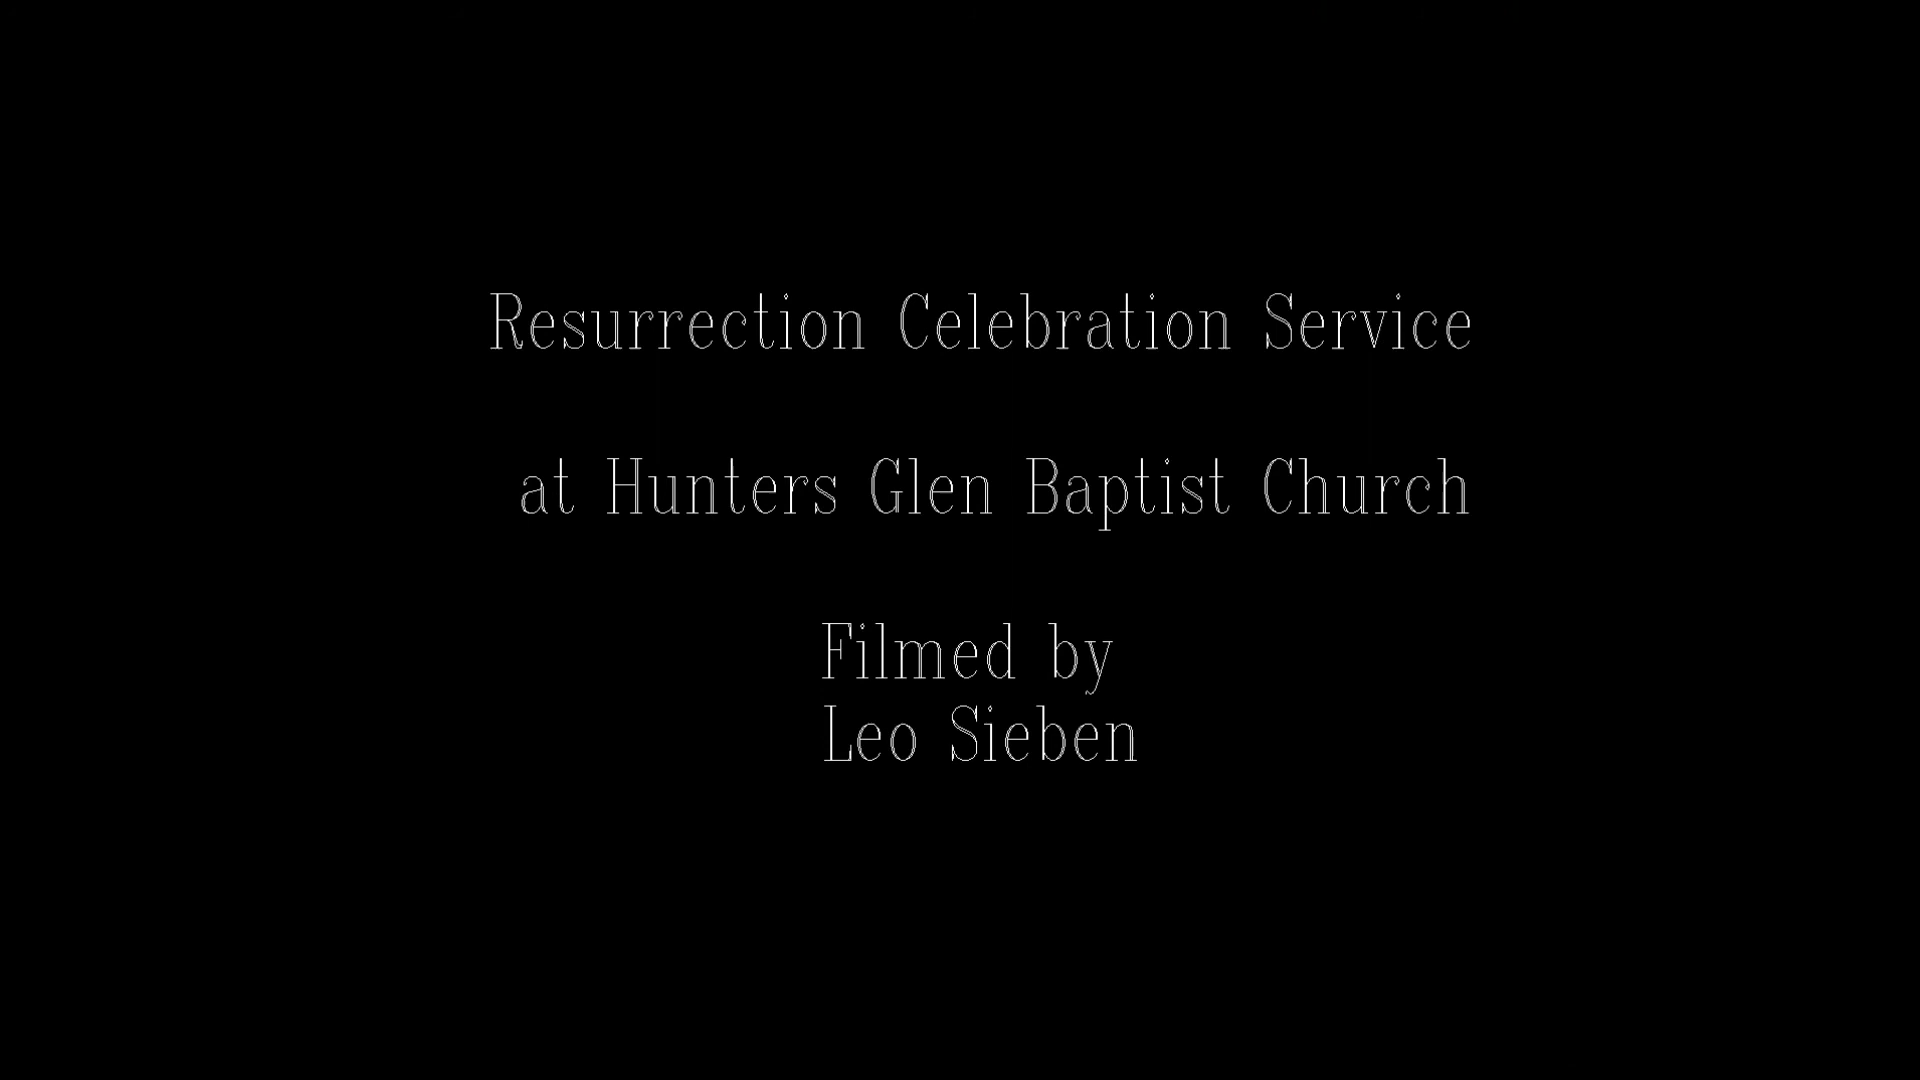 Resurrection Celebration Service
at Hunters Glen Baptist Church
Filmed by
Leo Sieben